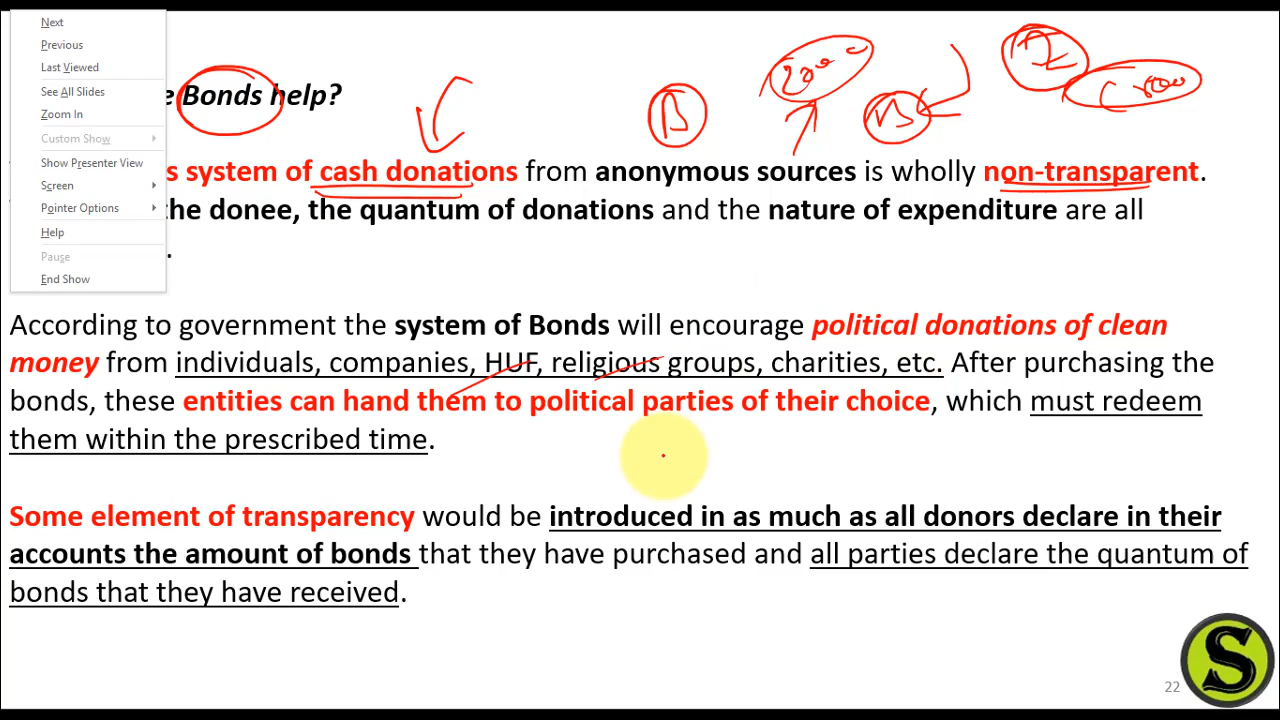 Next
Previous
Last Viewed
See All Slides
Zoom In
Custom Show
Show Presenter View
Screen
Pointer Options
Help
Pause
End Show
e Bonds help?
B
B
s system of cash donations from anonymous sources is wholly non-transparent.
the donee, the quantum of donations and the nature of expenditure are all
.
According to government the system of Bonds will encourage political donations of clean
money from individuals, companies, HUF, religious groups, charities, etc. After purchasing the
bonds, these entities can hand them to political parties of their choice, which must redeem
them within the prescribed time.
Some element of transparency would be introduced in as much as all donors declare in their
accounts the amount of bonds that they have purchased and all parties declare the quantum of
bonds that they have received.
S
22